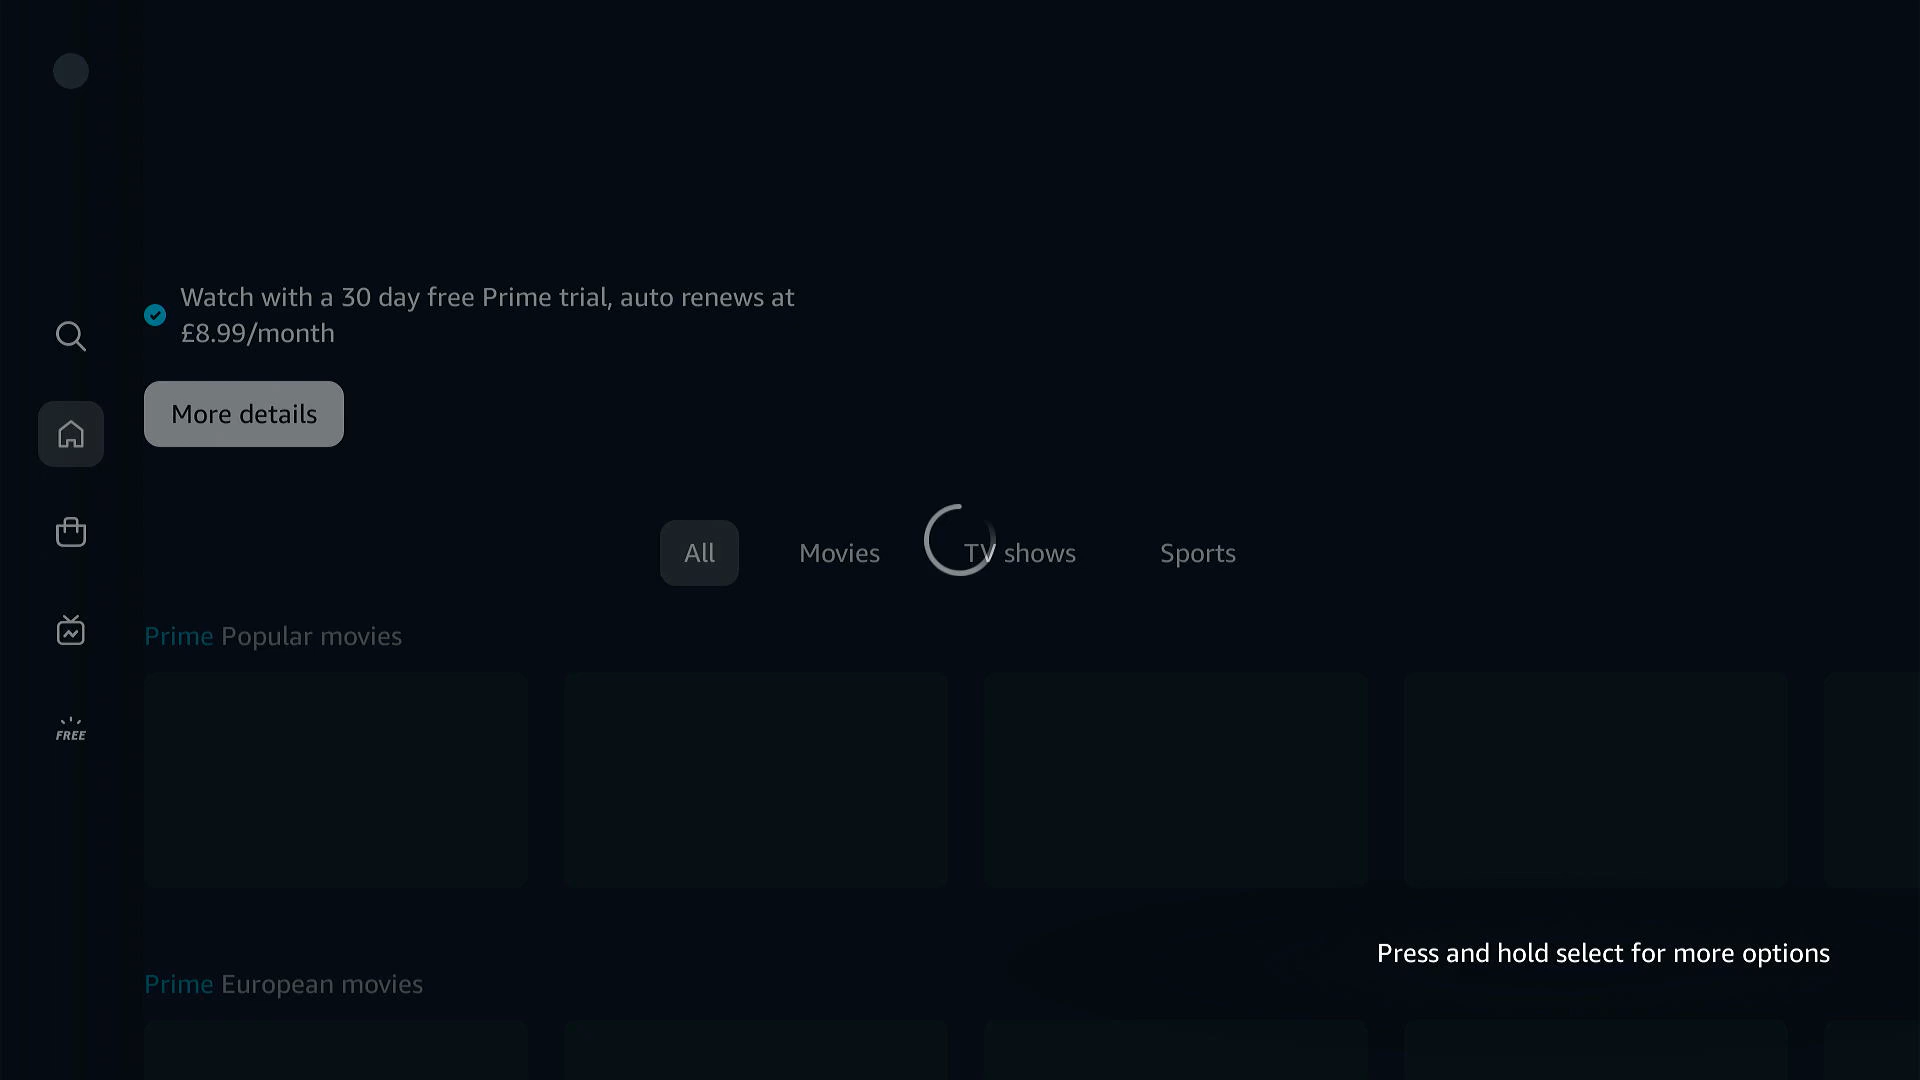 Watch with a 30 day free Prime trial, auto renews at
£8.99/month
More details
All
Movies
TV shows
Sports
FREE
Prime Popular movies
Press and hold select for more options
Prime European movies